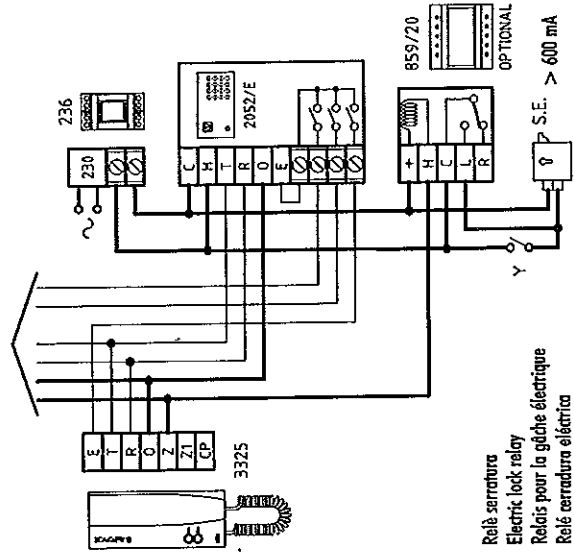 236
230
C
H
T
R
O
E
2052/E
859/20
OPTIONAL
+
H
C
L
R
S.E. > 600 mA
Y
E
T
R
O
Z
Z1
CP
3325
Relè serratura
Electric lock relay
Relais pour la gâche électrique
Relé cerradura eléctrica